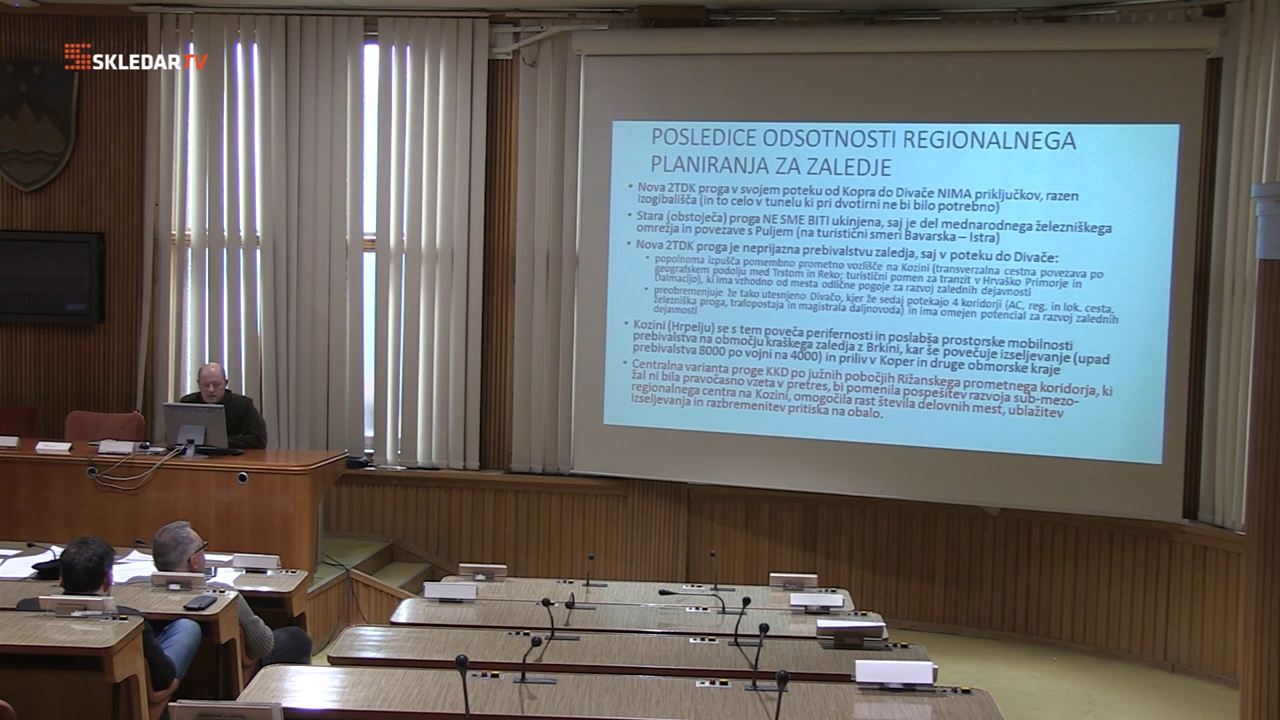 SKLEDARTV
POSLEDICE ODSOTNOSTI REGIONALNEGA
PLANIRANJA ZA ZALEDJE
• Nova 2TDK proga v svojem poteku od Kopra do Divače NIMA priključkov, razen
izogibališča (in to celo v tunelu ki pri dvotirni ne bi bilo potrebno)
• Stara (obstoječa) proga NE SME BITI ukinjena, saj je del mednarodnega železniškega
omrežja in povezave s Puljem (na turistični smeri Bavarska – Istra)
• Nova 2TDK proga je neprijazna prebivalstvu zaledja, saj v poteku do Divače:
• popolnoma izpušča pomembno prometno vozlišče na Kozini (transverzalna cestna povezava po
geografskem podolju med Trstom in Reko; turistični pomen za tranzit v Hrvaško Primorje in
Dalmacijo), ki ima vzhodno od mesta odlične pogoje za razvoj zalednih dejavnosti
• preobremenjuje že tako utesnjeno Divačo, kjer že sedaj potekajo 4 koridorji (AC, reg. in lok. cesta,
železniška proga, trafopostaja in magistrala daljnovoda) in ima omejen potencial za razvoj zalednih
dejavnosti
• Kozini (Hrpelju) se s tem poveča perifernosti in poslabša prostorske mobilnosti
prebivalstva na območju kraškega zaledja z Brkini, kar še povečuje izseljevanje (upad
prebivalstva 8000 po vojni na 4000) in priliv v Koper in druge obmorske kraje
• Centralna varianta proge KKD po južnih pobočjih Rižanskega prometnega koridorja, ki
žal ni bila pravočasno vzeta v pretres, bi pomenila pospešitev razvoja sub-mezo-
regionalnega centra na Kozini, omogočila rast števila delovnih mest, ublažitev
izseljevanja in razbremenitev pritiska na obalo.